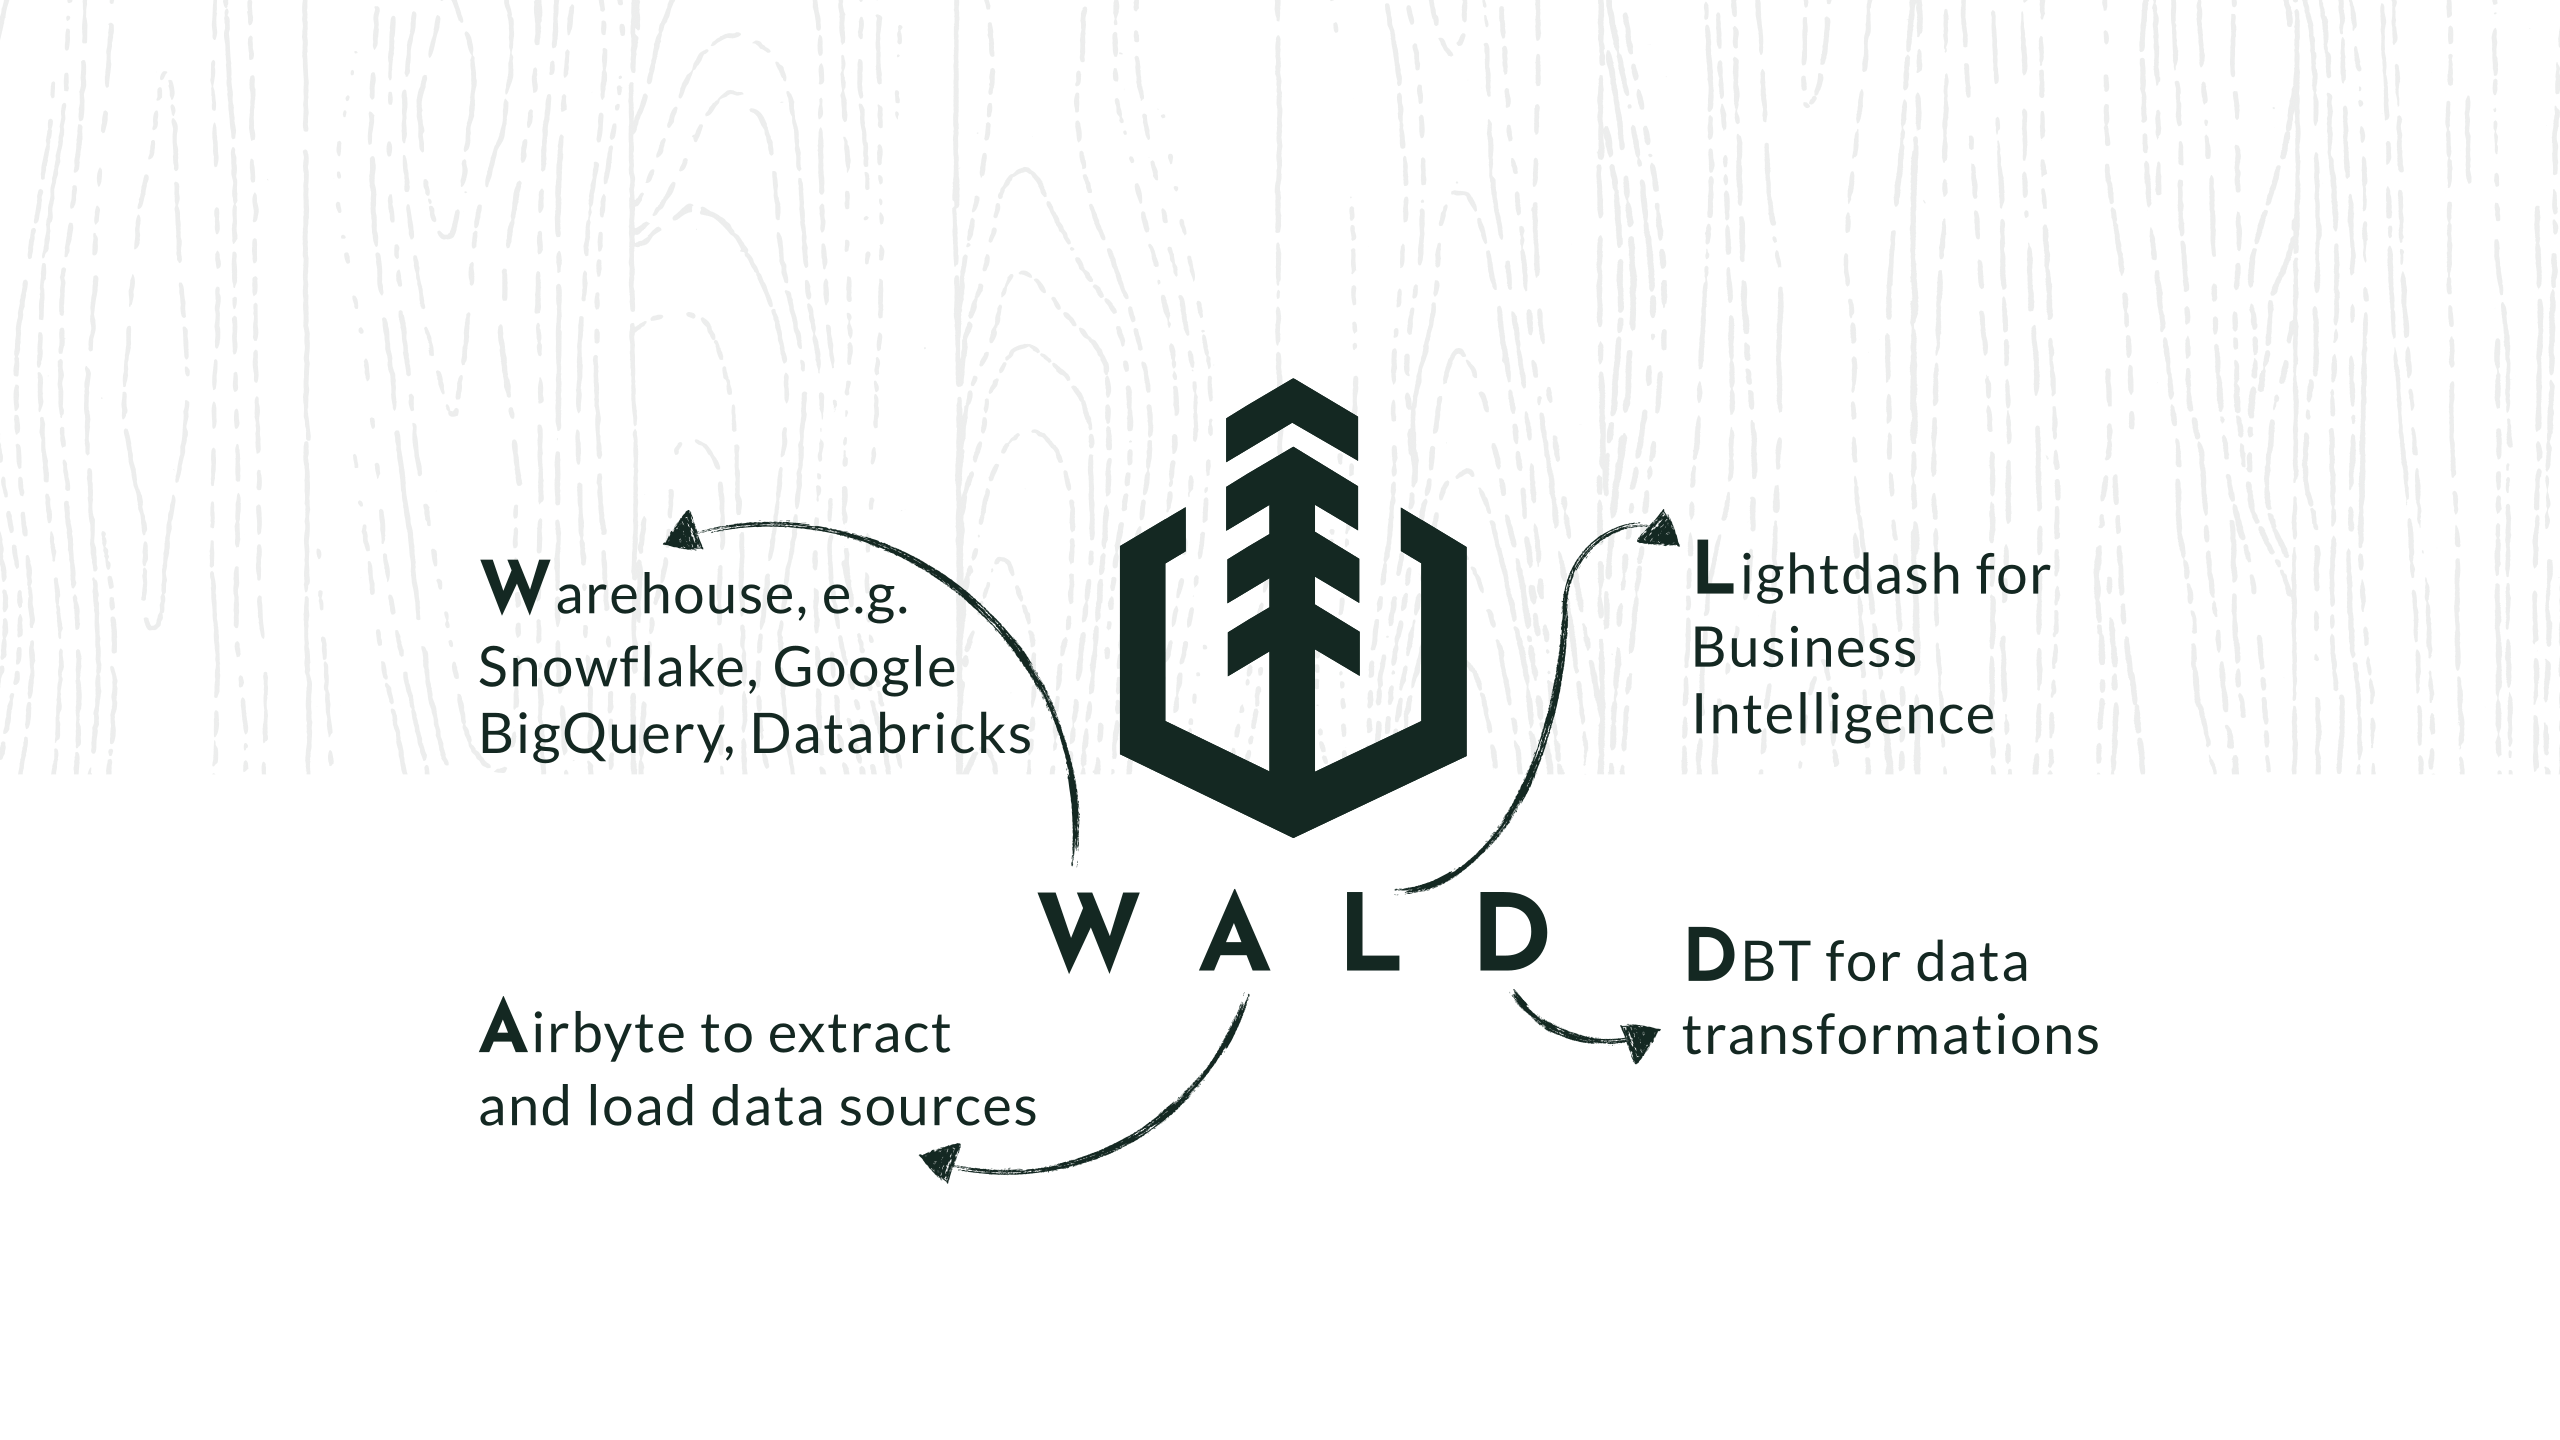 Warehouse, e.g.
Snowflake, Google
BigQuery, Databricks
Lightdash for
Business
Intelligence
W A L D
Airbyte to extract
and load data sources
DBT for data
transformations